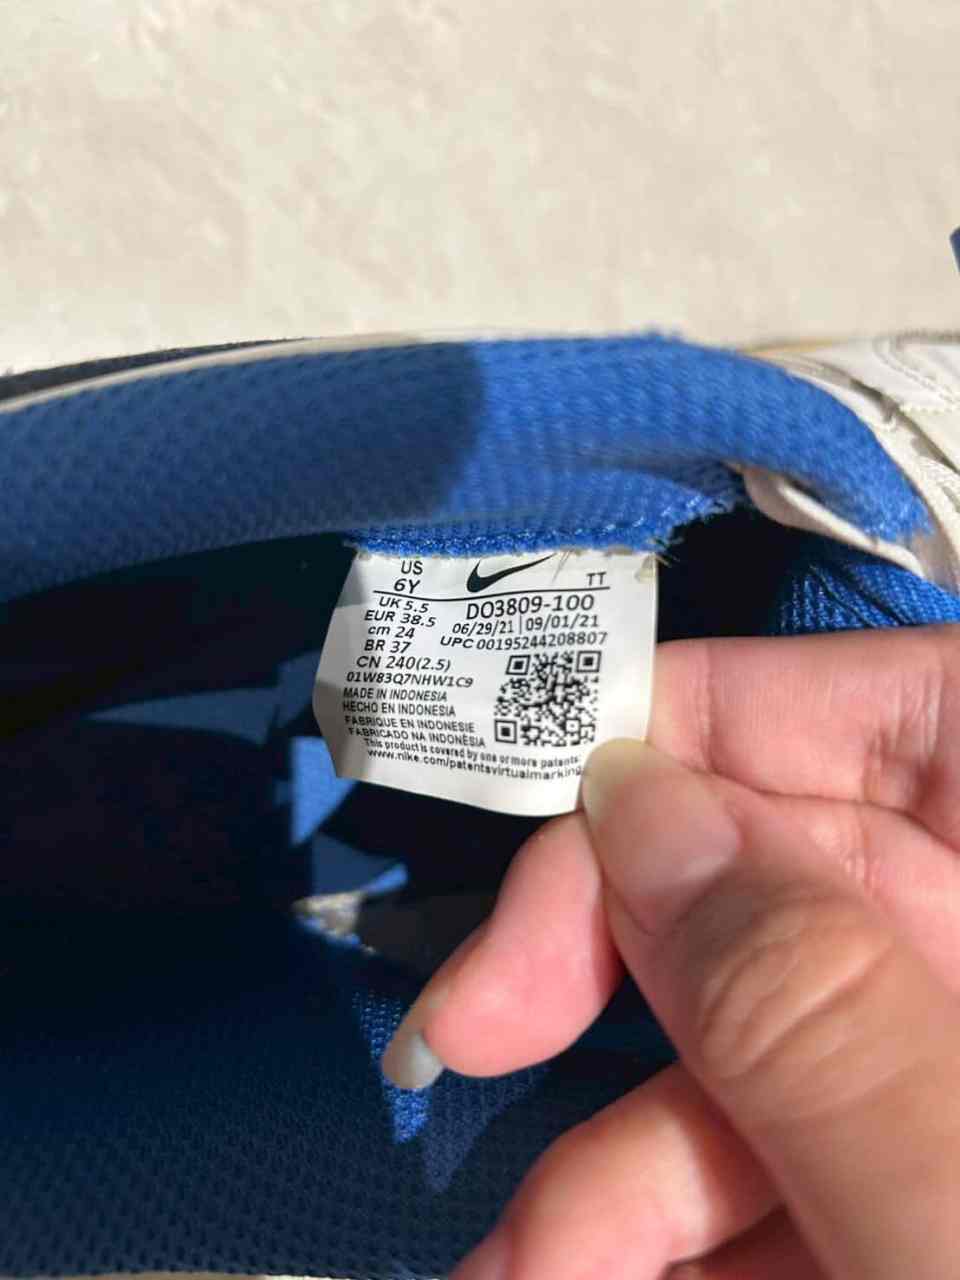 US
6Y
TT
UK 5.5
EUR 38.5
cm 24
BR 37
CN 240(2.5)
DO3809-100
06/29/21 | 09/01/21
UPC 00195244208807
01W83Q7NHW1C9
MADE IN INDONESIA
HECHO EN INDONESIA
FABRIQUE EN INDONESIE
FABRICADO NA INDONÉSIA
This product is covered by one or more patents:
www.nike.com/patentsvirtualmarking